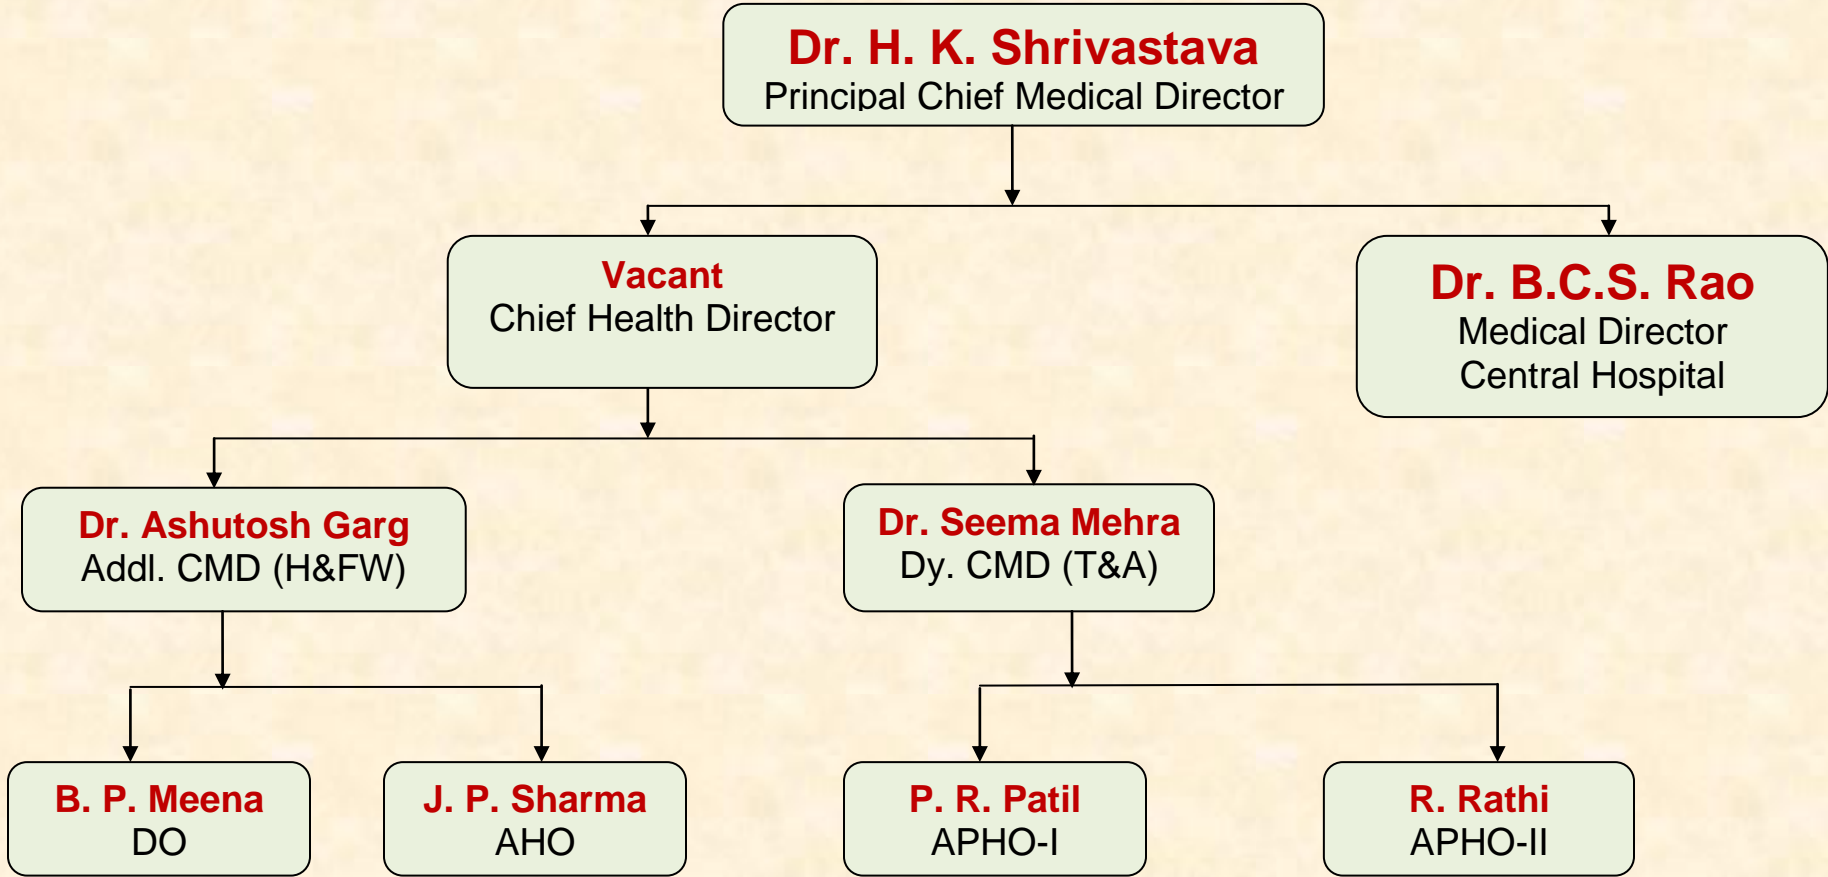 Dr. H. K. Shrivastava
Principal Chief Medical Director
Vacant
Chief Health Director
Dr. B.C.S. Rao
Medical Director
Central Hospital
Dr. Ashutosh Garg
Addl. CMD (H&FW)
Dr. Seema Mehra
Dy. CMD (T&A)
B. P. Meena
DO
J. P. Sharma
AHO
P. R. Patil
APHO-I
R. Rathi
APHO-II